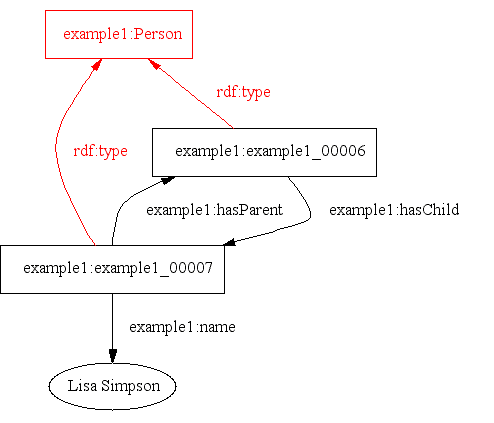 example1:Person
rdf:type
rdf:type
example1:example1_00006
example1:hasParent
example1:hasChild
example1:example1_00007
example1:name
Lisa Simpson